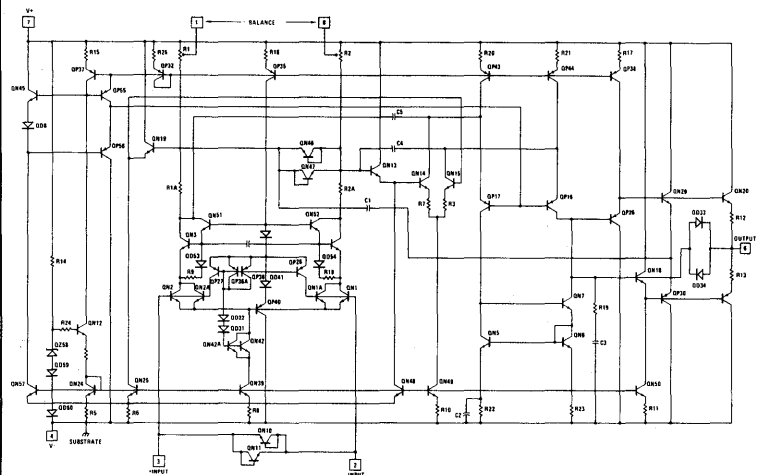 V+
7
1
BALANCE
8
R15
R25
R1
R16
R2
R20
R21
R17
QP37
QP32
QP35
QP43
QP44
QP34
QN45
QP55
QD8
QP56
QN19
C5
QN46
C4
QN47
QN13
QN14
QN15
R1A
R2A
C1
R7
R3
QP17
QP16
QN29
QN20
QP26
R12
OUTPUT
6
QD33
QD34
R13
QN51
QN52
QN3
QD53
QD54
R9
R18
QP27
QP36A
QP36
QP28
QD41
QN2
QN2A
QP40
QN1A
QN1
QD32
QD31
QN42A
QN42
R14
R24
QN72
QZ58
QD59
QD60
QN57
QN24
QN25
QN39
QN48
QN49
QN18
QP30
QN7
R19
C3
QN5
QN6
QN50
R5
R6
R8
R10
C2
R22
R23
R11
4
V-
SUBSTRATE
QN10
QN11
3
+INPUT
2
INPUT